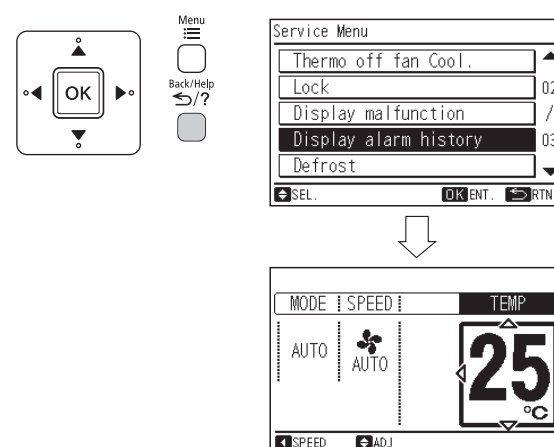 Menu
Back/Help
/?
OK
Service Menu
Thermo off fan Cool.
Lock
Display malfunction
Display alarm history
Defrost
02
/
03
SEL. OK ENT. RTN
MODE SPEED TEMP
AUTO AUTO 25 °C
SPEED ADJ